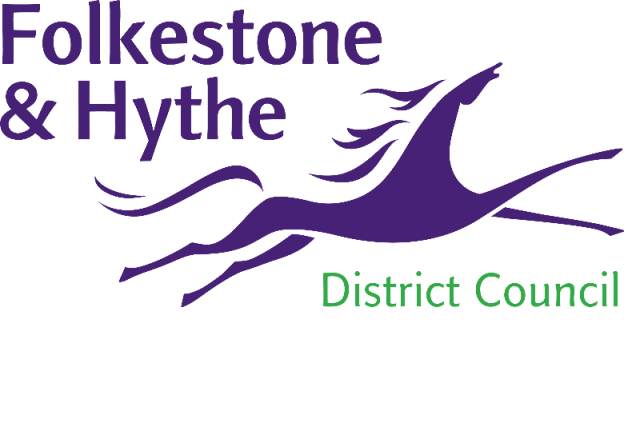 Folkestone
& Hythe
District Council